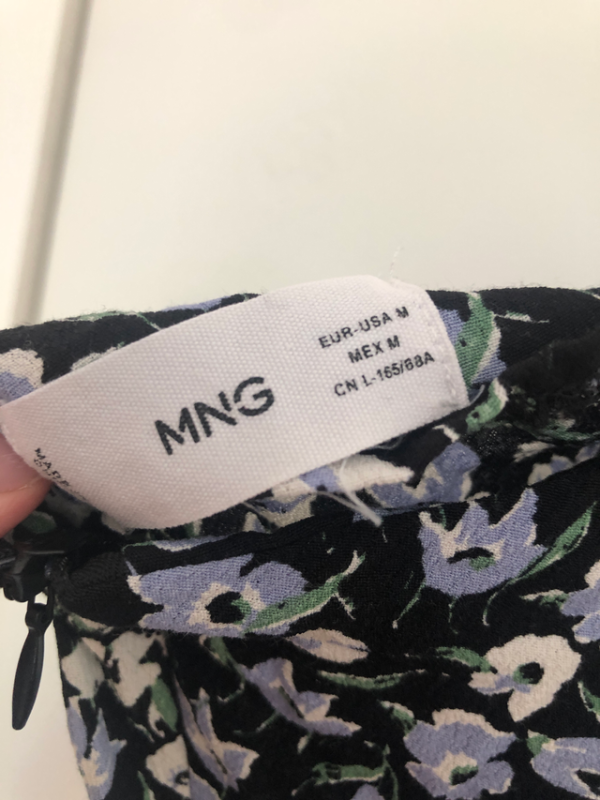 MNG
EUR-USA M
MEX M
CN L-165/88A